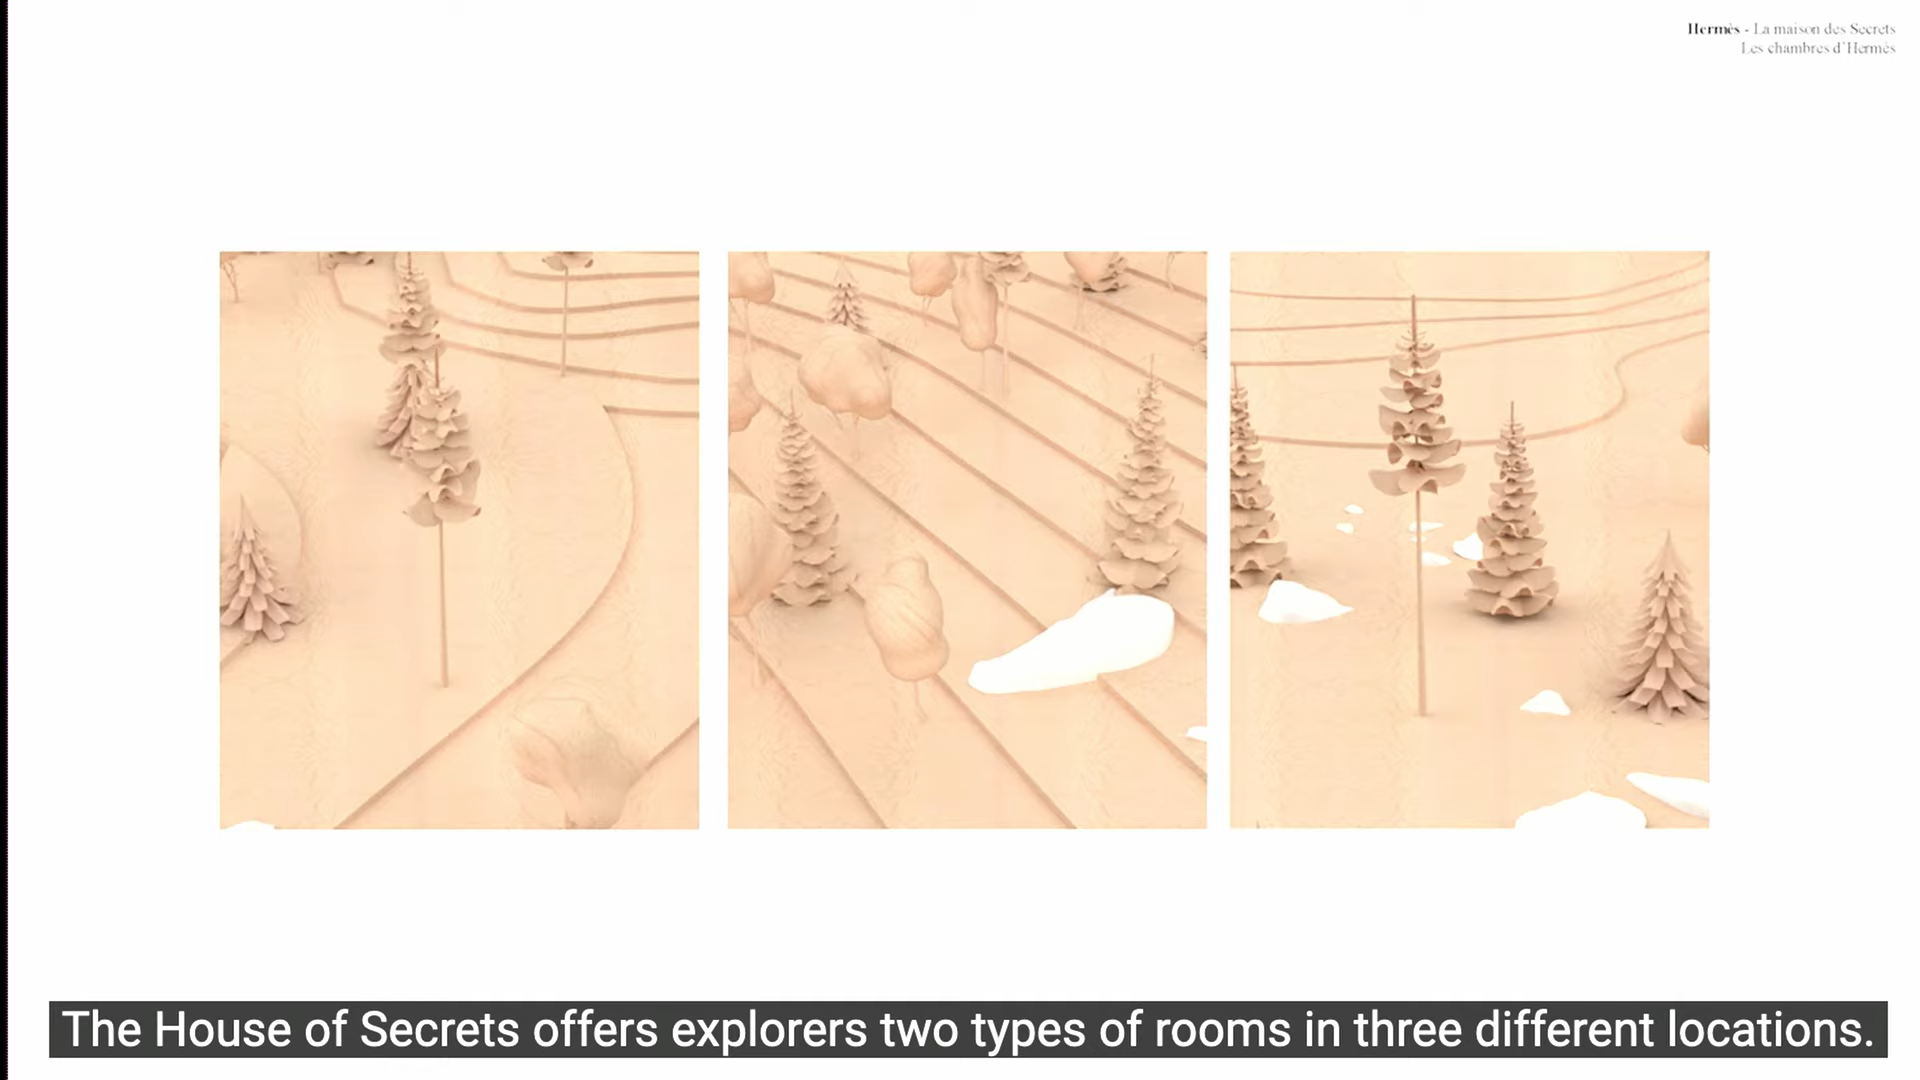 Hermès - La maison des Secrets
Les chambres d'Hermès
The House of Secrets offers explorers two types of rooms in three different locations.